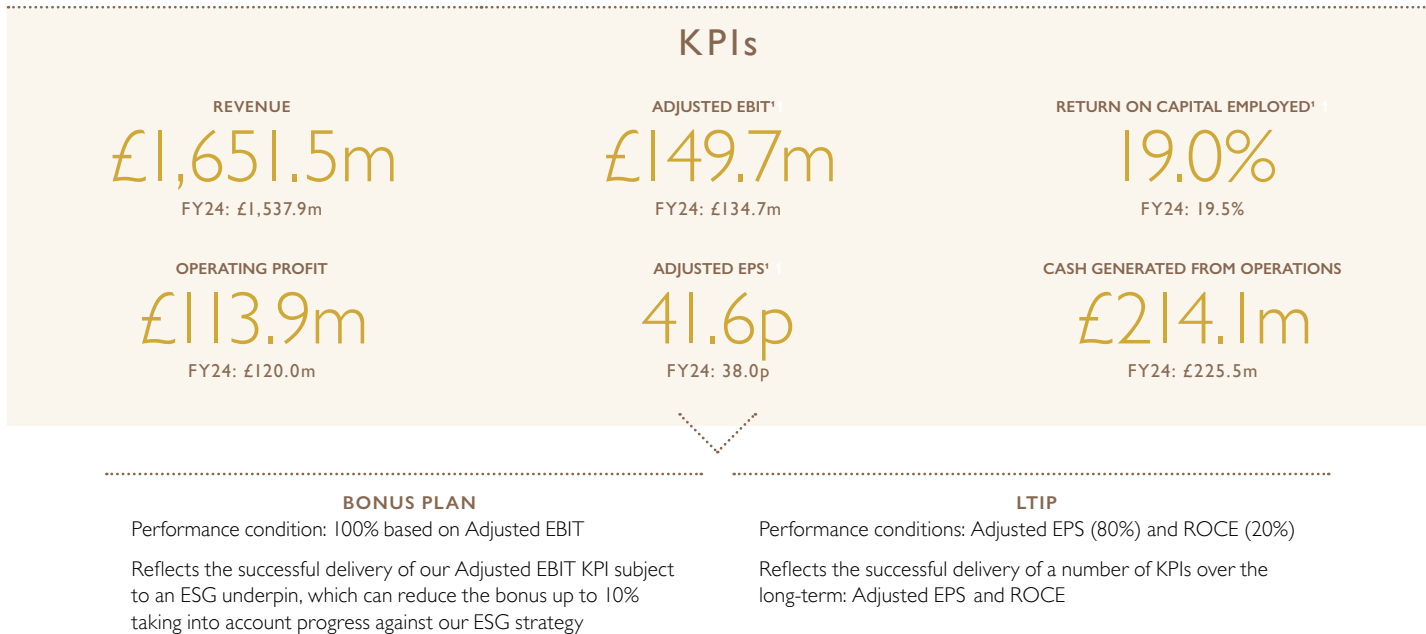 KPIs
REVENUE
£1,651.5m
FY24: £1,537.9m
ADJUSTED EBIT¹
£149.7m
FY24: £134.7m
RETURN ON CAPITAL EMPLOYED¹
19.0%
FY24: 19.5%
OPERATING PROFIT
£113.9m
FY24: £120.0m
ADJUSTED EPS¹
41.6p
FY24: 38.0p
CASH GENERATED FROM OPERATIONS
£214.1m
FY24: £225.5m
BONUS PLAN
Performance condition: 100% based on Adjusted EBIT
Reflects the successful delivery of our Adjusted EBIT KPI subject
to an ESG underpin, which can reduce the bonus up to 10%
taking into account progress against our ESG strategy
LTIP
Performance conditions: Adjusted EPS (80%) and ROCE (20%)
Reflects the successful delivery of a number of KPIs over the
long-term: Adjusted EPS and ROCE